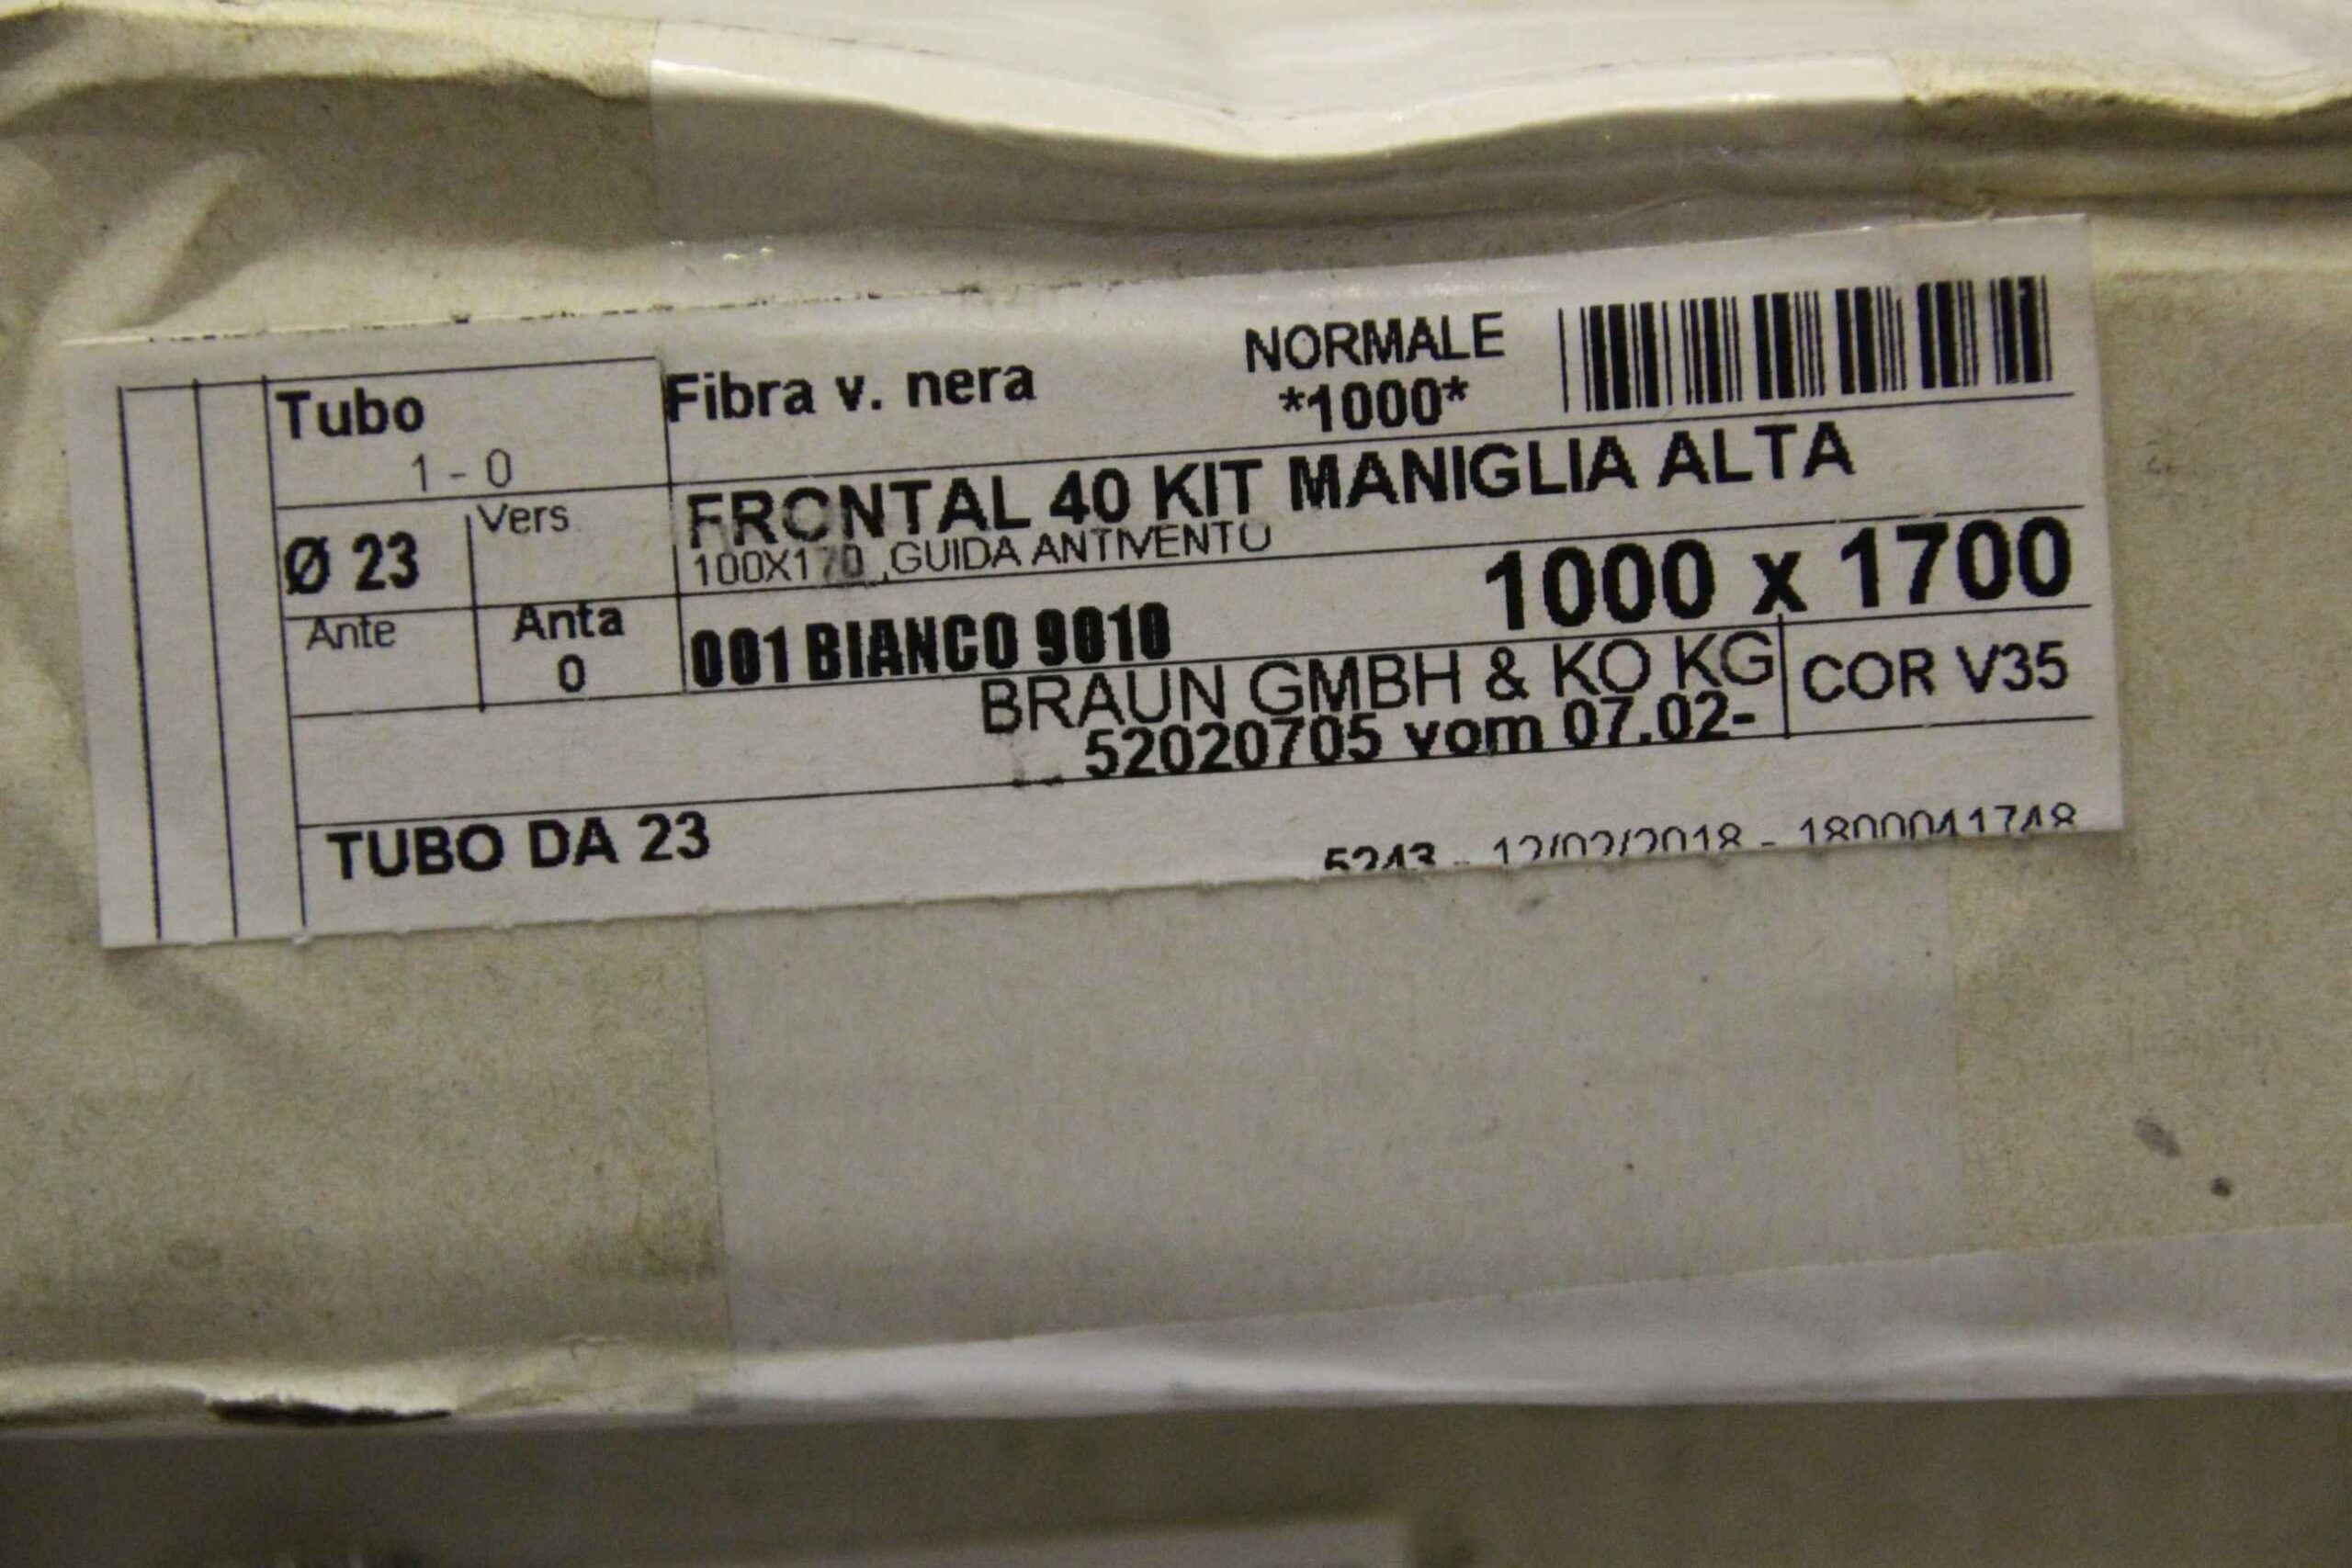 Tubo
1 - 0
Fibra v. nera
NORMALE
*1000*
FRONTAL 40 KIT MANIGLIA ALTA
100X170 ,GUIDA ANTIVENTO
Ø 23
Vers
1000 x 1700
Ante
Anta
0
001 BIANCO 9010
BRAUN GMBH & KO KG
52020705 vom 07.02-
COR V35
TUBO DA 23
5243 - 12/02/2018 - 1800041748